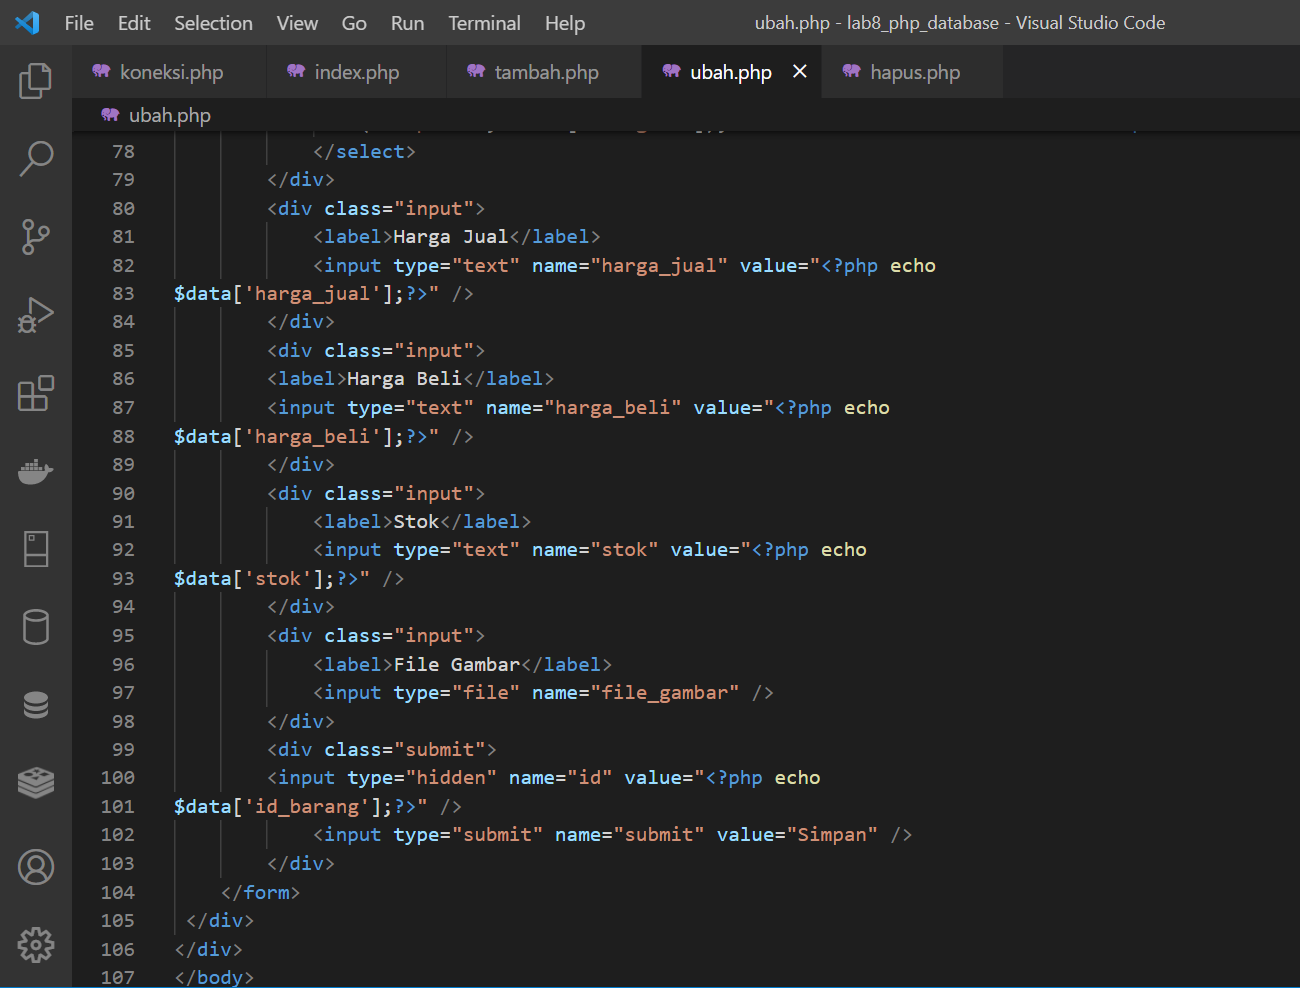 File Edit Selection View Go Run Terminal Help ubah.php - lab8_php_database - Visual Studio Code
koneksi.php index.php tambah.php ubah.php × hapus.php
ubah.php
78 </select>
79 </div>
80 <div class="input">
81 <label>Harga Jual</label>
82 <input type="text" name="harga_jual" value="<?php echo
83 $data['harga_jual'];?>" />
84 </div>
85 <div class="input">
86 <label>Harga Beli</label>
87 <input type="text" name="harga_beli" value="<?php echo
88 $data['harga_beli'];?>" />
89 </div>
90 <div class="input">
91 <label>Stok</label>
92 <input type="text" name="stok" value="<?php echo
93 $data['stok'];?>" />
94 </div>
95 <div class="input">
96 <label>File Gambar</label>
97 <input type="file" name="file_gambar" />
98 </div>
99 <div class="submit">
100 <input type="hidden" name="id" value="<?php echo
101 $data['id_barang'];?>" />
102 <input type="submit" name="submit" value="Simpan" />
103 </div>
104 </form>
105 </div>
106 </div>
107 </body>